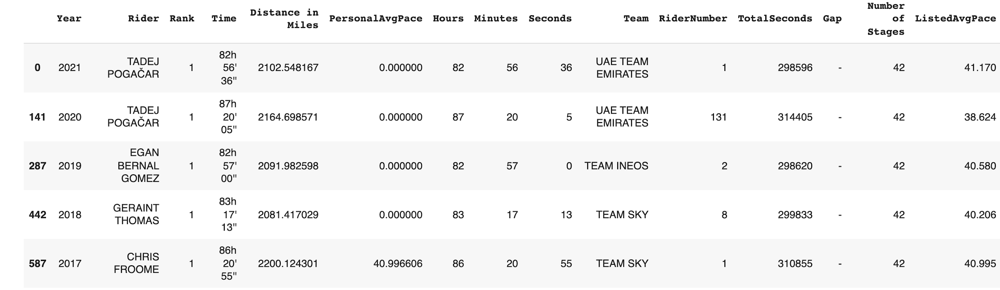 Year Rider Rank Time Distance in Miles PersonalAvgPace Hours Minutes Seconds Team RiderNumber TotalSeconds Gap Number of Stages ListedAvgPace
0 2021 TADEJ POGAČAR 1 82h 56' 36" 2102.548167 0.000000 82 56 36 UAE TEAM EMIRATES 1 298596 - 42 41.170
141 2020 TADEJ POGAČAR 1 87h 20' 05" 2164.698571 0.000000 87 20 5 UAE TEAM EMIRATES 131 314405 - 42 38.624
287 2019 EGAN BERNAL GOMEZ 1 82h 57' 00" 2091.982598 0.000000 82 57 0 TEAM INEOS 2 298620 - 42 40.580
442 2018 GERAINT THOMAS 1 83h 17' 13" 2081.417029 0.000000 83 17 13 TEAM SKY 8 299833 - 42 40.206
587 2017 CHRIS FROOME 1 86h 20' 55" 2200.124301 40.996606 86 20 55 TEAM SKY 1 310855 - 42 40.995